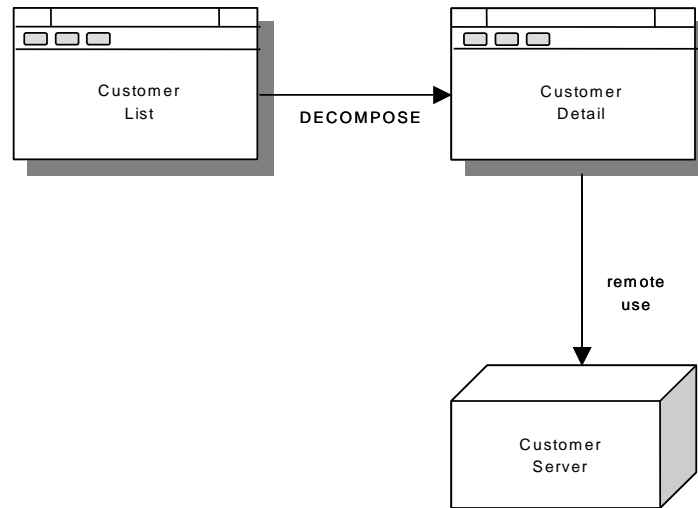 Customer
List
DECOMPOSE
Customer
Detail
remote
use
Customer
Server